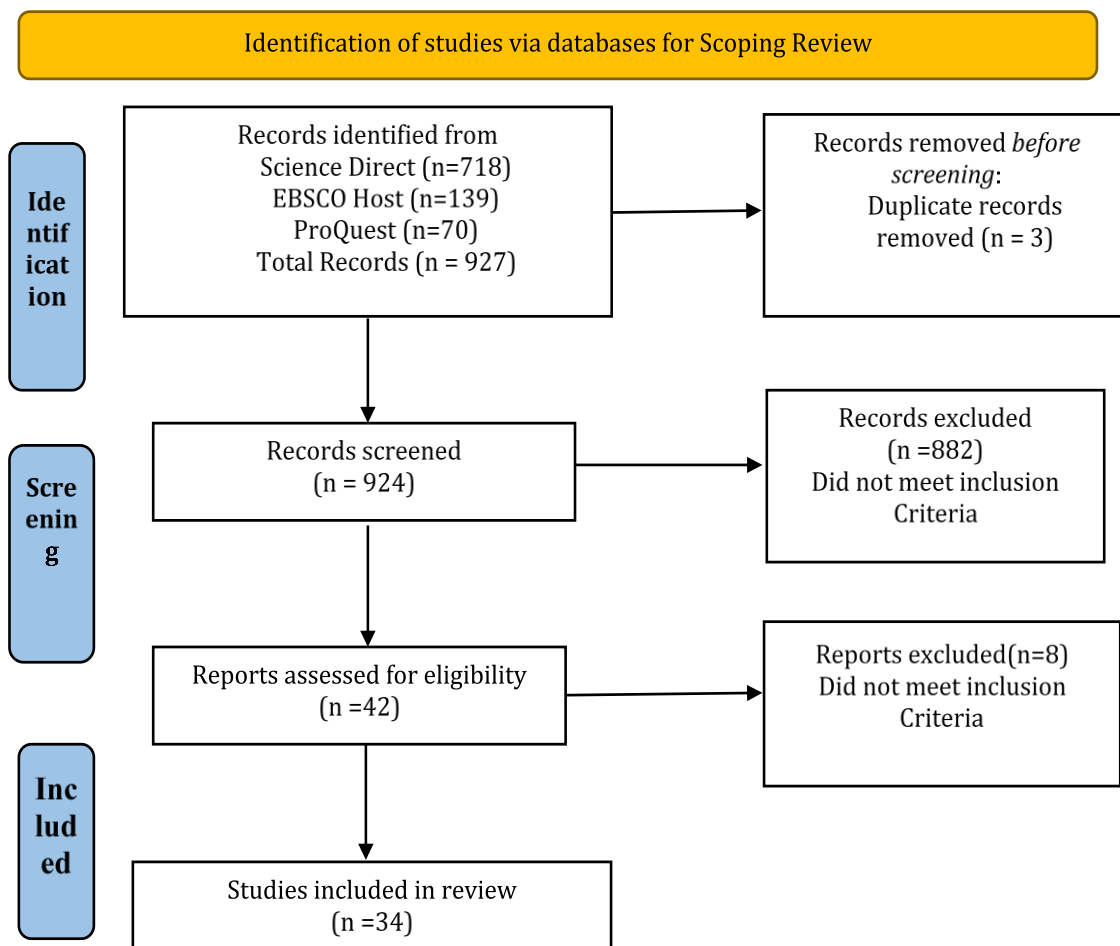 Identification of studies via databases for Scoping Review
Ide
ntif
icat
ion
Records identified from
Science Direct (n=718)
EBSCO Host (n=139)
ProQuest (n=70)
Total Records (n = 927)
Records removed before
screening:
Duplicate records
removed (n = 3)
Scre
enin
g
Records screened
(n = 924)
Records excluded
(n =882)
Did not meet inclusion
Criteria
Reports assessed for eligibility
(n =42)
Reports excluded(n=8)
Did not meet inclusion
Criteria
Inc
lud
ed
Studies included in review
(n =34)